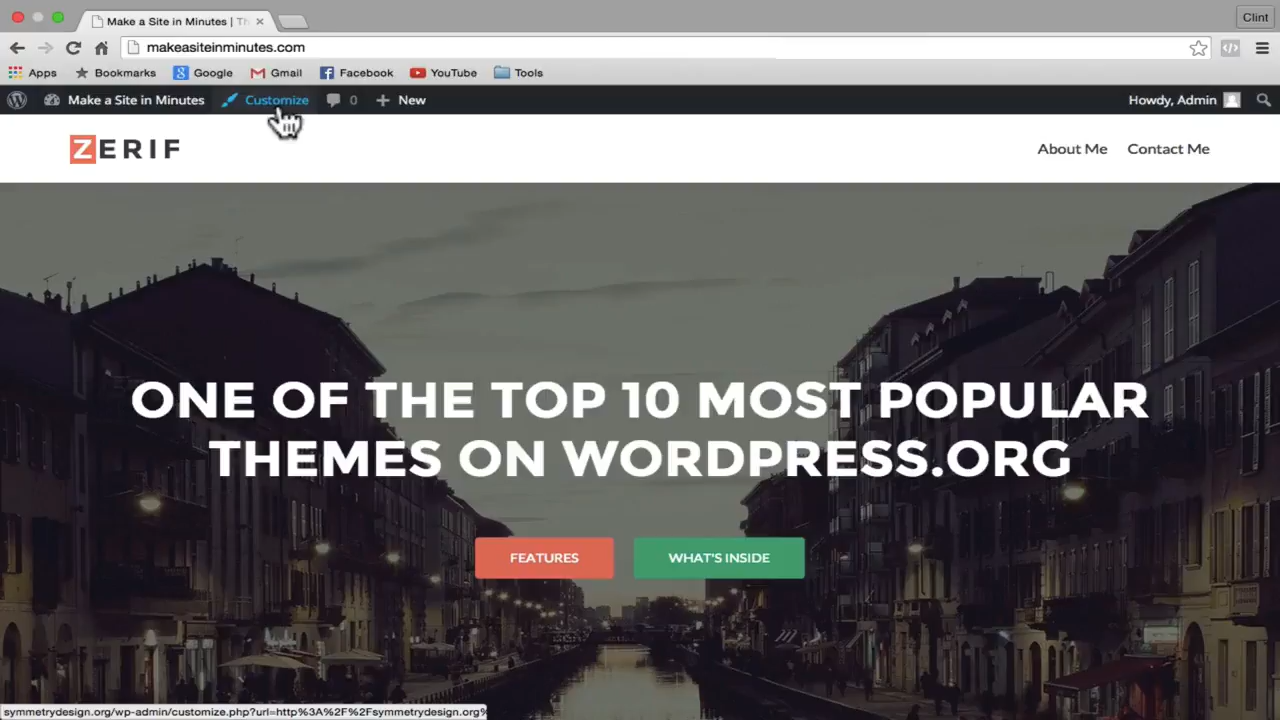 Make a Site in Minutes | Th
Clint
makeasiteinminutes.com
Apps Bookmarks Google Gmail Facebook YouTube Tools
Make a Site in Minutes Customize 0 New Howdy, Admin
ZERIF About Me Contact Me
ONE OF THE TOP 10 MOST POPULAR
THEMES ON WORDPRESS.ORG
FEATURES WHAT'S INSIDE
symmetrydesign.org/wp-admin/customize.php?url=http%3A%2F%2Fsymmetrydesign.org%